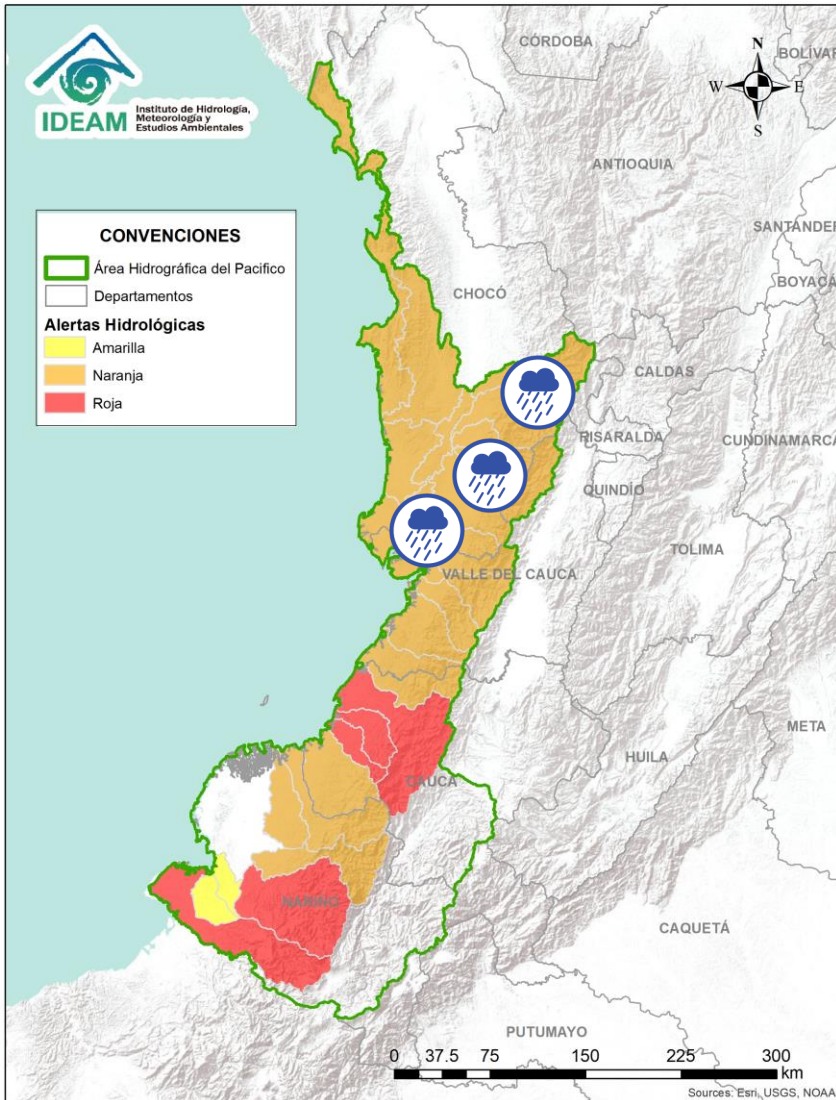 IDEAM
Instituto de Hidrología,
Meteorología y
Estudios Ambientales
N
W E
S
CÓRDOBA
BOLÍVAR
ANTIOQUIA
SANTANDER
BOYACÁ
CONVENCIONES
Área Hidrográfica del Pacifico
Departamentos
Alertas Hidrológicas
Amarilla
Naranja
Roja
CHOCÓ
CALDAS
RISARALDA
CUNDINAMARCA
QUINDÍO
TOLIMA
VALLE DEL CAUCA
META
HUILA
CAUCA
NARIÑO
CAQUETÁ
PUTUMAYO
0 37.5 75 150 225 300
km
Sources: Esri, USGS, NOAA